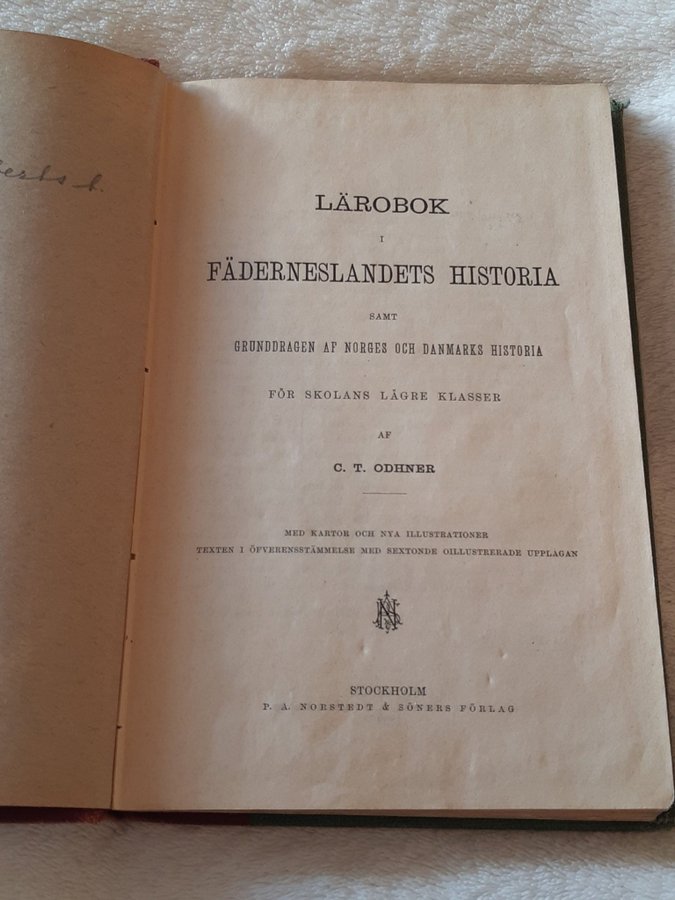 LÄROBOK
I
FÄDERNESLANDETS HISTORIA
SAMT
GRUNDDRAGEN AF NORGES OCH DANMARKS HISTORIA
FÖR SKOLANS LÄGRE KLASSER
AF
C. T. ODHNER
MED KARTOR OCH NYA ILLUSTRATIONER
TEXTEN I ÖFVERENSSTÄMMELSE MED SEXTONDE OILLUSTRERADE UPPLAGAN
STOCKHOLM
P. A. NORSTEDT & SÖNERS FÖRLAG